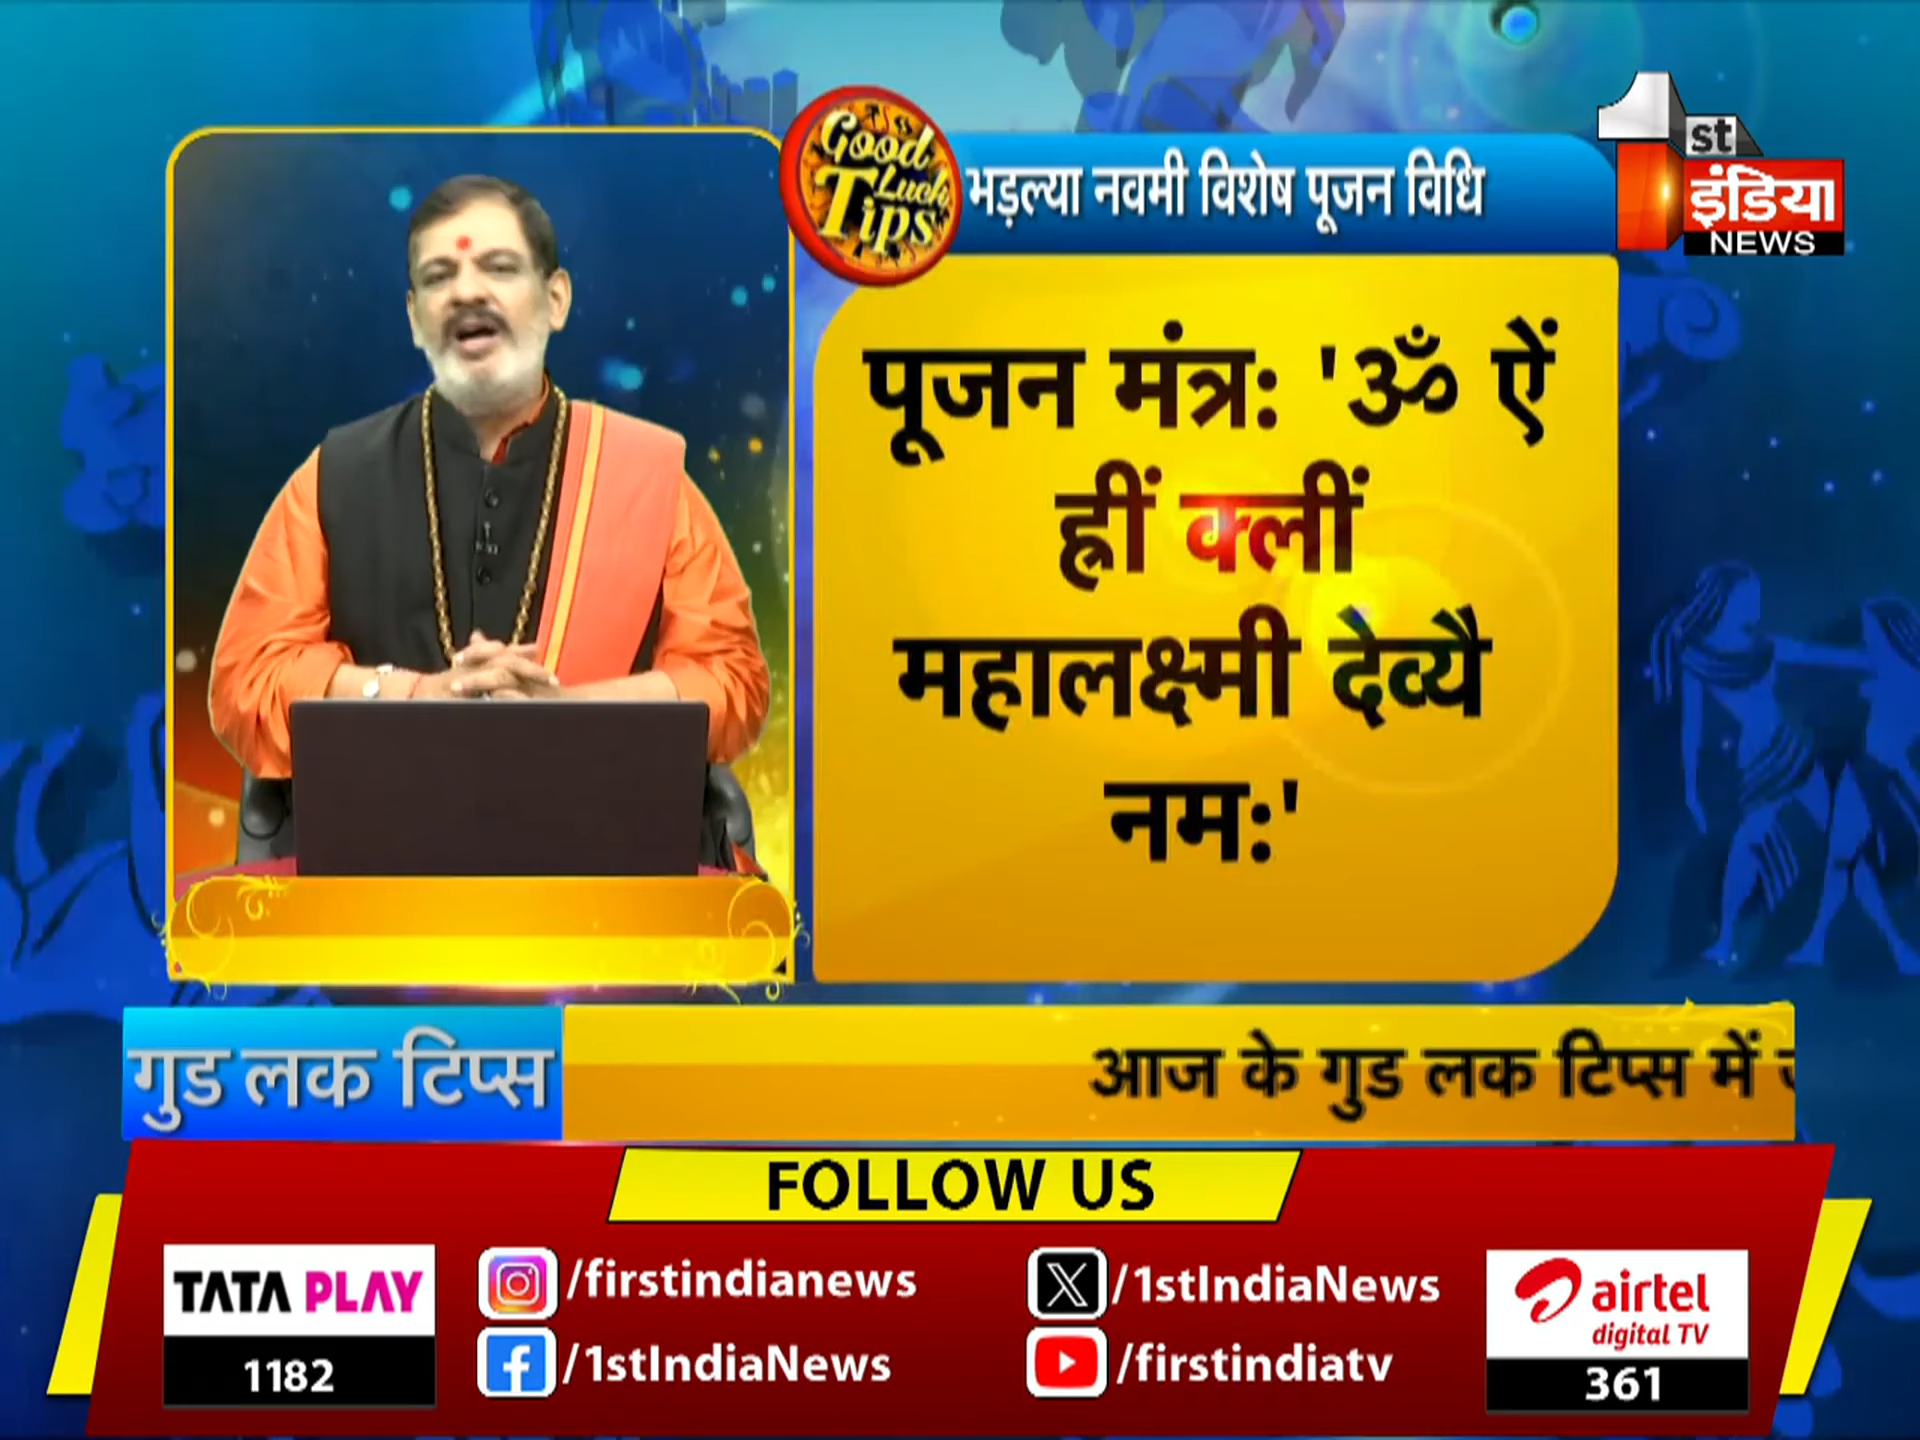 Good
Luck
Tips
भड़ल्या नवमी विशेष पूजन विधि
1st
इंडिया
NEWS
पूजन मंत्र: 'ॐ ऐं
ह्रीं क्लीं
महालक्ष्मी देव्यै
नम:'
गुड लक टिप्स
आज के गुड लक टिप्स में
FOLLOW US
TATA PLAY
1182
/firstindianews
/1stIndiaNews
/1stIndiaNews
/firstindiatv
airtel
digital TV
361